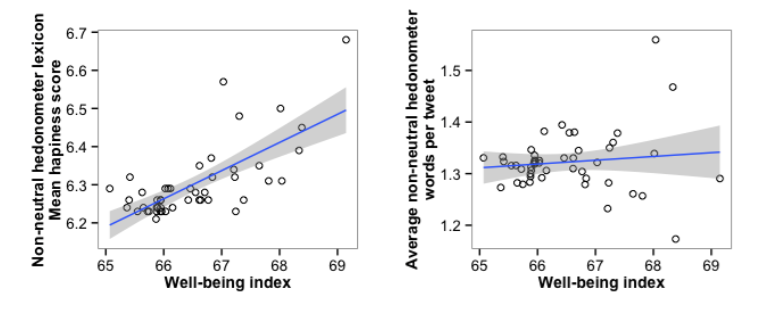 Non-neutral hedonometer lexicon
Mean hapiness score
6.7
6.6
6.5
6.4
6.3
6.2
65 66 67 68 69
Well-being index
Average non-neutral hedonometer
words per tweet
1.5
1.4
1.3
1.2
65 66 67 68 69
Well-being index